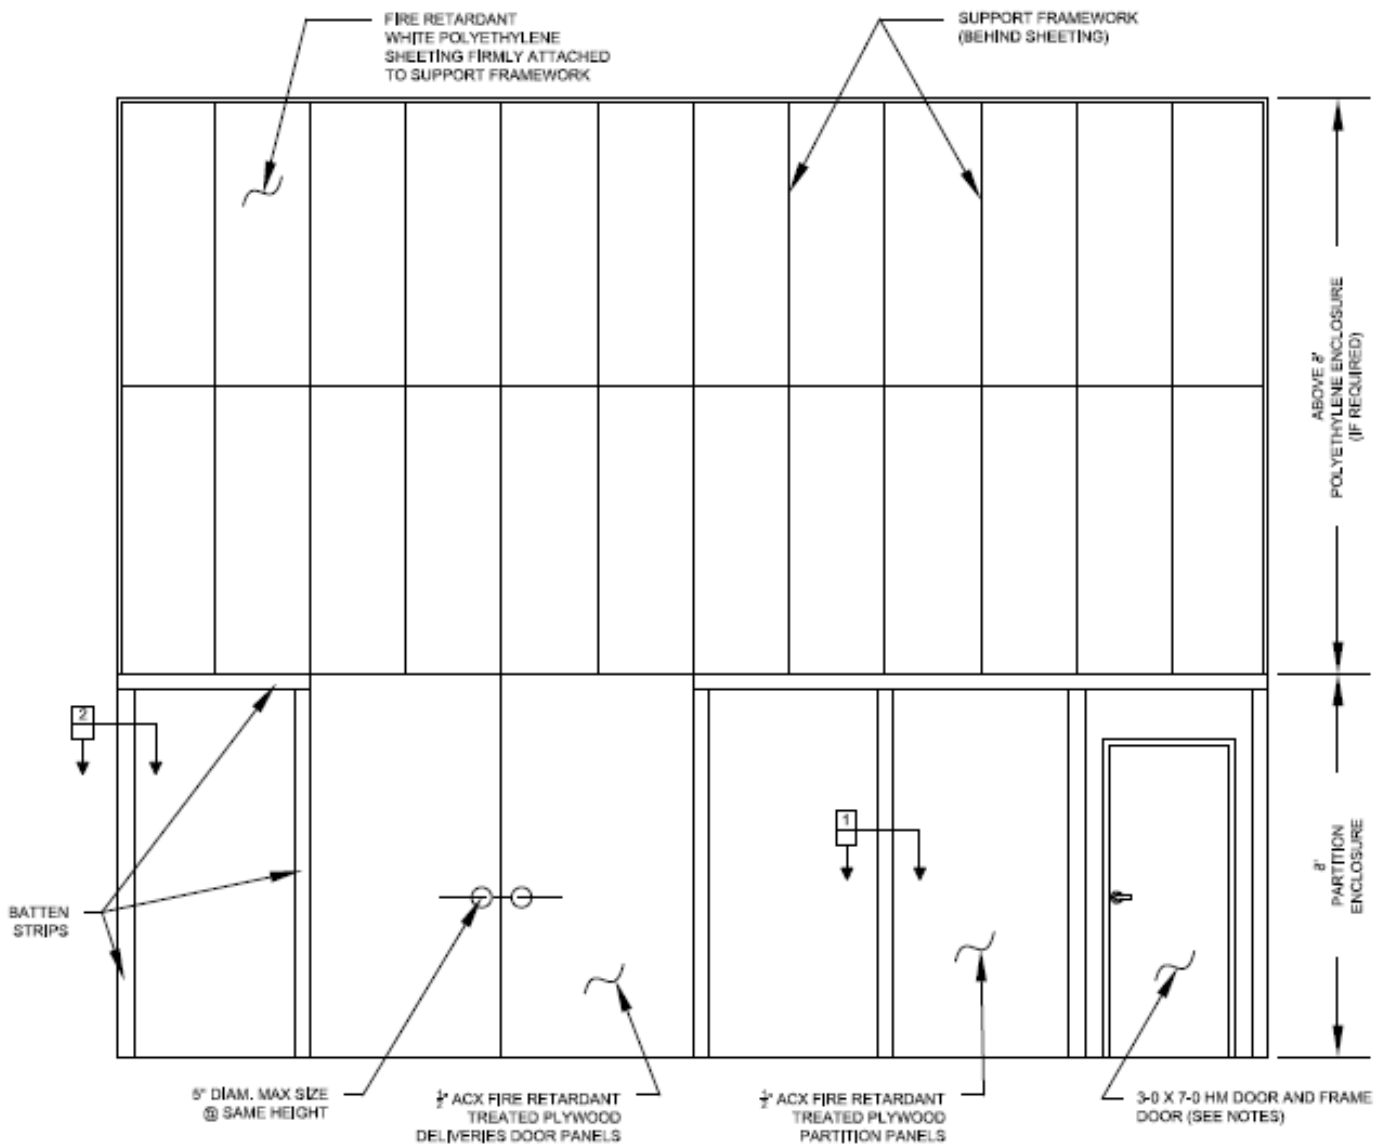 FIRE RETARDANT
WHITE POLYETHYLENE
SHEETING FIRMLY ATTACHED
TO SUPPORT FRAMEWORK
SUPPORT FRAMEWORK
(BEHIND SHEETING)
ABOVE 8'
POLYETHYLENE ENCLOSURE
(IF REQUIRED)
2
1
8'
PARTITION
ENCLOSURE
BATTEN
STRIPS
5" DIAM. MAX SIZE
@ SAME HEIGHT
½" ACX FIRE RETARDANT
TREATED PLYWOOD
DELIVERIES DOOR PANELS
½" ACX FIRE RETARDANT
TREATED PLYWOOD
PARTITION PANELS
3-0 X 7-0 HM DOOR AND FRAME
DOOR (SEE NOTES)